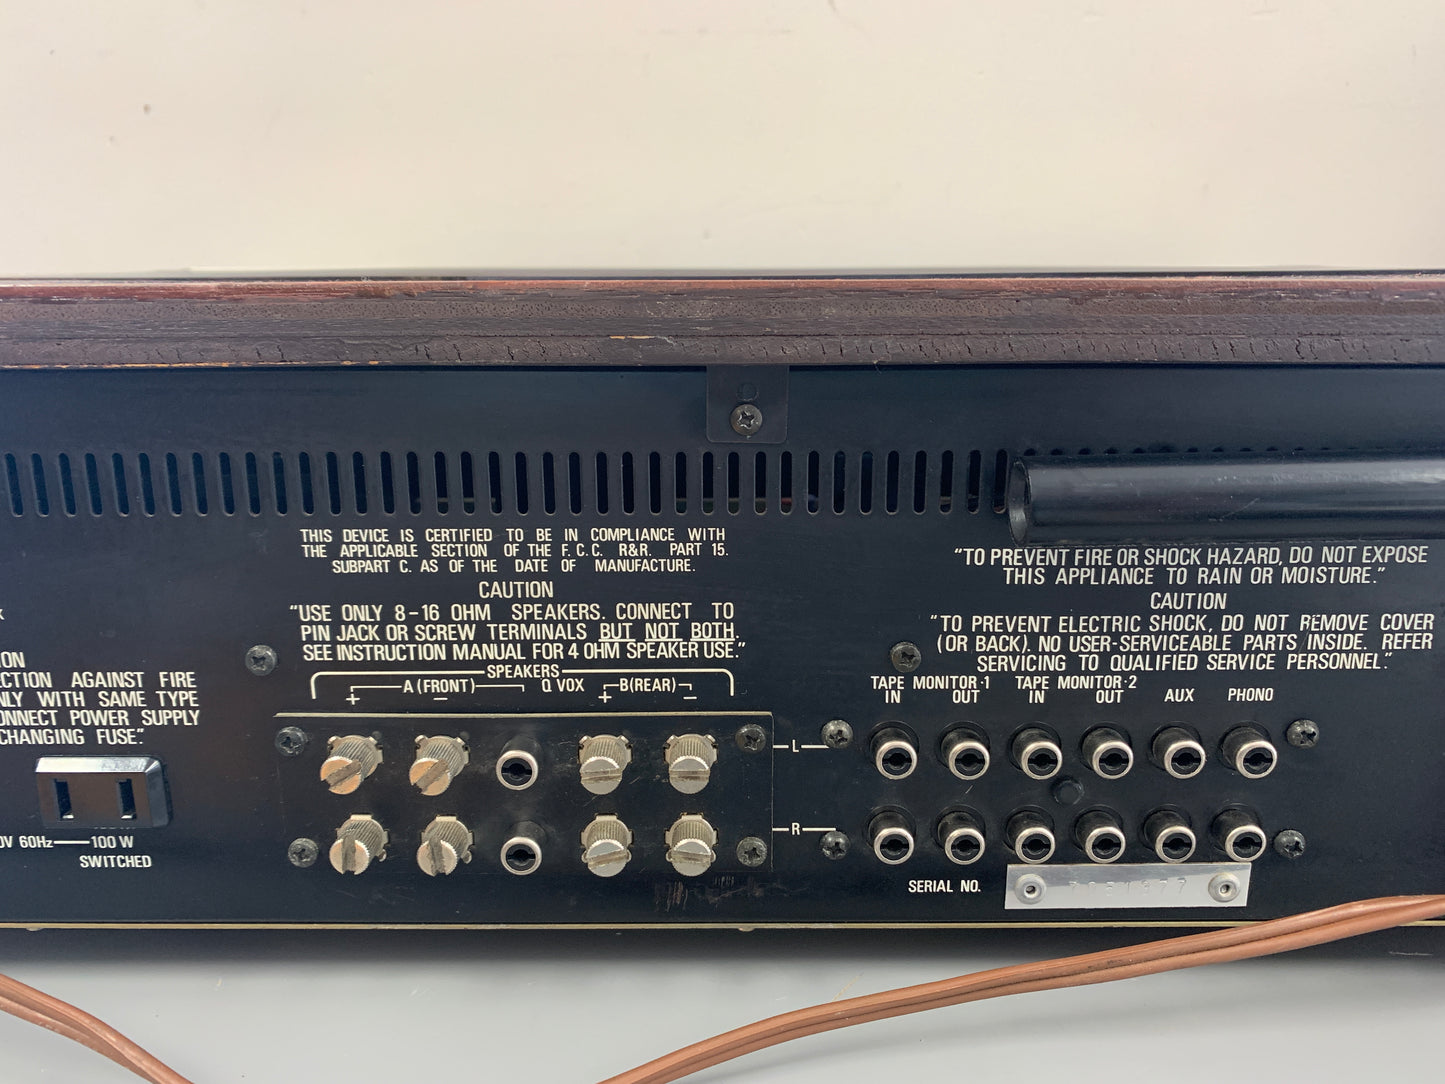 THIS DEVICE IS CERTIFIED TO BE IN COMPLIANCE WITH
THE APPLICABLE SECTION OF THE F.C.C. R&R. PART 15.
SUBPART C. AS OF THE DATE OF MANUFACTURE.
CAUTION
"USE ONLY 8-16 OHM SPEAKERS. CONNECT TO
PIN JACK OR SCREW TERMINALS BUT NOT BOTH.
SEE INSTRUCTION MANUAL FOR 4 OHM SPEAKER USE."
SPEAKERS
A (FRONT) Q VOX B(REAR)
+ - + -
"TO PREVENT FIRE OR SHOCK HAZARD, DO NOT EXPOSE
THIS APPLIANCE TO RAIN OR MOISTURE."
CAUTION
"TO PREVENT ELECTRIC SHOCK, DO NOT REMOVE COVER
(OR BACK). NO USER-SERVICEABLE PARTS INSIDE. REFER
SERVICING TO QUALIFIED SERVICE PERSONNEL."
TAPE MONITOR·1 TAPE MONITOR·2
IN OUT IN OUT AUX PHONO
L
R
SERIAL NO.
ION
ECTION AGAINST FIRE
NLY WITH SAME TYPE
ONNECT POWER SUPPLY
CHANGING FUSE."
0V 60Hz 100 W
SWITCHED